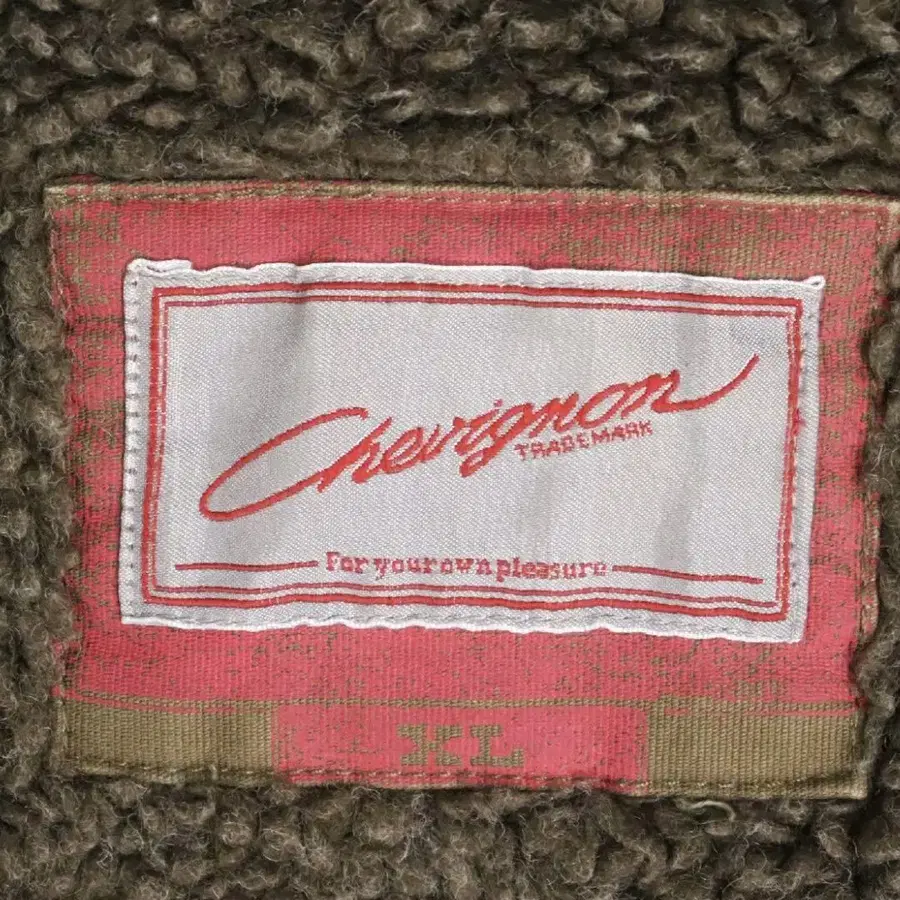 Chevignon
TRADEMARK
For your own pleasure
XL